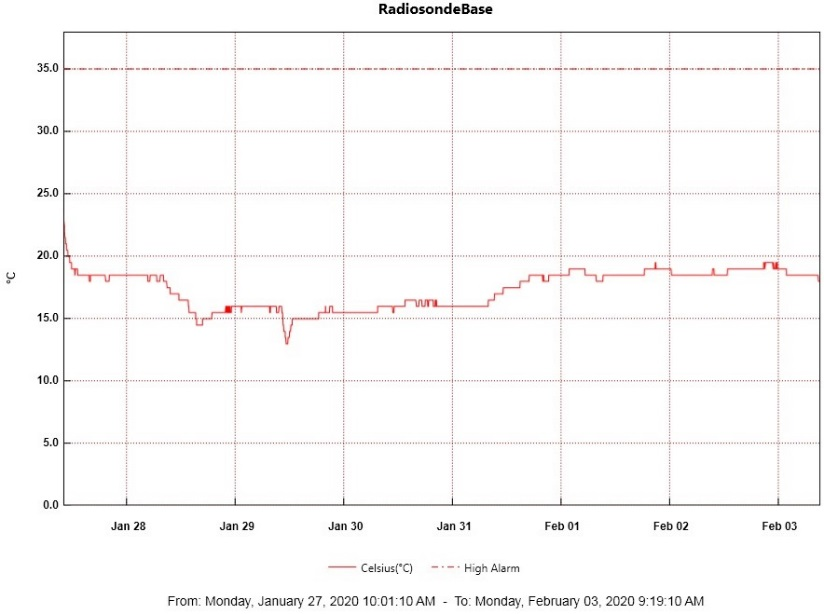 RadiosondeBase
35.0
30.0
25.0
20.0
°C
15.0
10.0
5.0
0.0
Jan 28 Jan 29 Jan 30 Jan 31 Feb 01 Feb 02 Feb 03
Celsius(°C) High Alarm
From: Monday, January 27, 2020 10:01:10 AM - To: Monday, February 03, 2020 9:19:10 AM